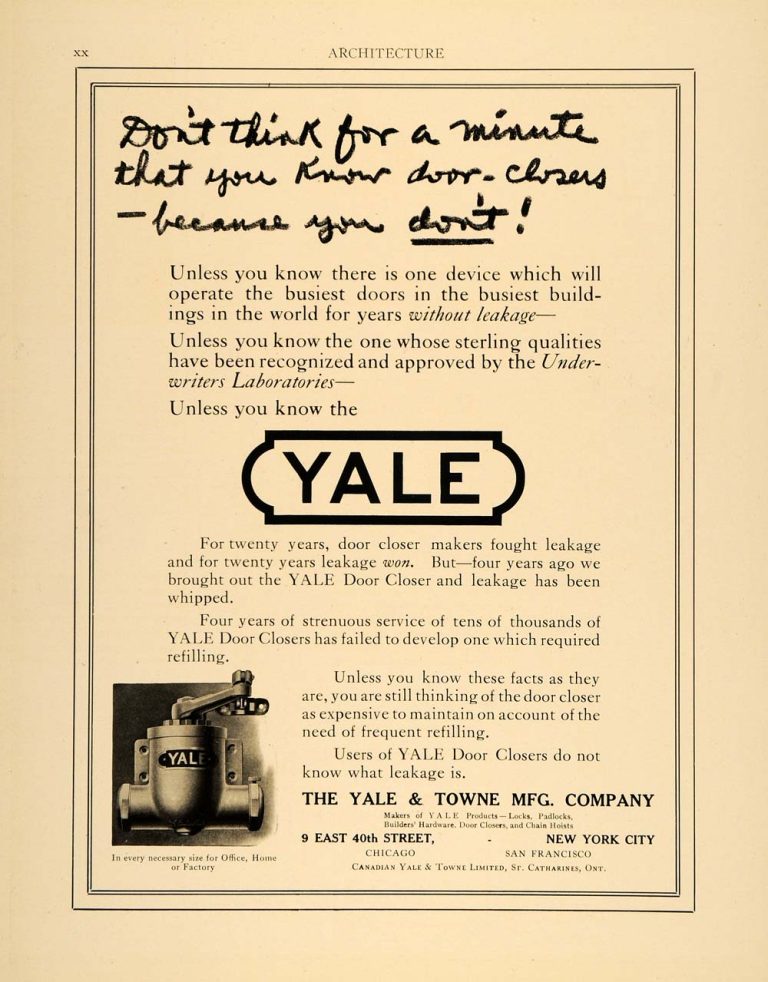 xx
ARCHITECTURE
Don't think for a minute
that you know door-closers
—because you don't!
Unless you know there is one device which will
operate the busiest doors in the busiest build-
ings in the world for years without leakage—
Unless you know the one whose sterling qualities
have been recognized and approved by the Under-
writers Laboratories—
Unless you know the
YALE
For twenty years, door closer makers fought leakage
and for twenty years leakage won. But—four years ago we
brought out the YALE Door Closer and leakage has been
whipped.
Four years of strenuous service of tens of thousands of
YALE Door Closers has failed to develop one which required
refilling.
Unless you know these facts as they
are, you are still thinking of the door closer
as expensive to maintain on account of the
need of frequent refilling.
Users of YALE Door Closers do not
know what leakage is.
YALE
In every necessary size for Office, Home
or Factory
THE YALE & TOWNE MFG. COMPANY
Makers of YALE Products—Locks, Padlocks,
Builders' Hardware, Door Closers, and Chain Hoists
9 EAST 40th STREET, - NEW YORK CITY
CHICAGO SAN FRANCISCO
CANADIAN YALE & TOWNE LIMITED, ST. CATHARINES, ONT.